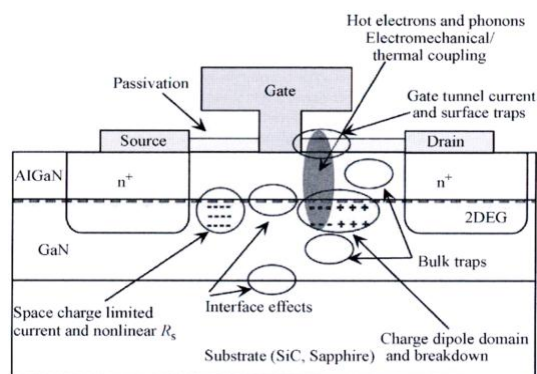 Hot electrons and phonons
Electromechanical/
thermal coupling
Passivation
Gate
Gate tunnel current
and surface traps
Source
Drain
AlGaN
n+
n+
2DEG
GaN
--- +++
--- +++
Bulk traps
Space charge limited
current and nonlinear Rs
Interface effects
Charge dipole domain
and breakdown
Substrate (SiC, Sapphire)